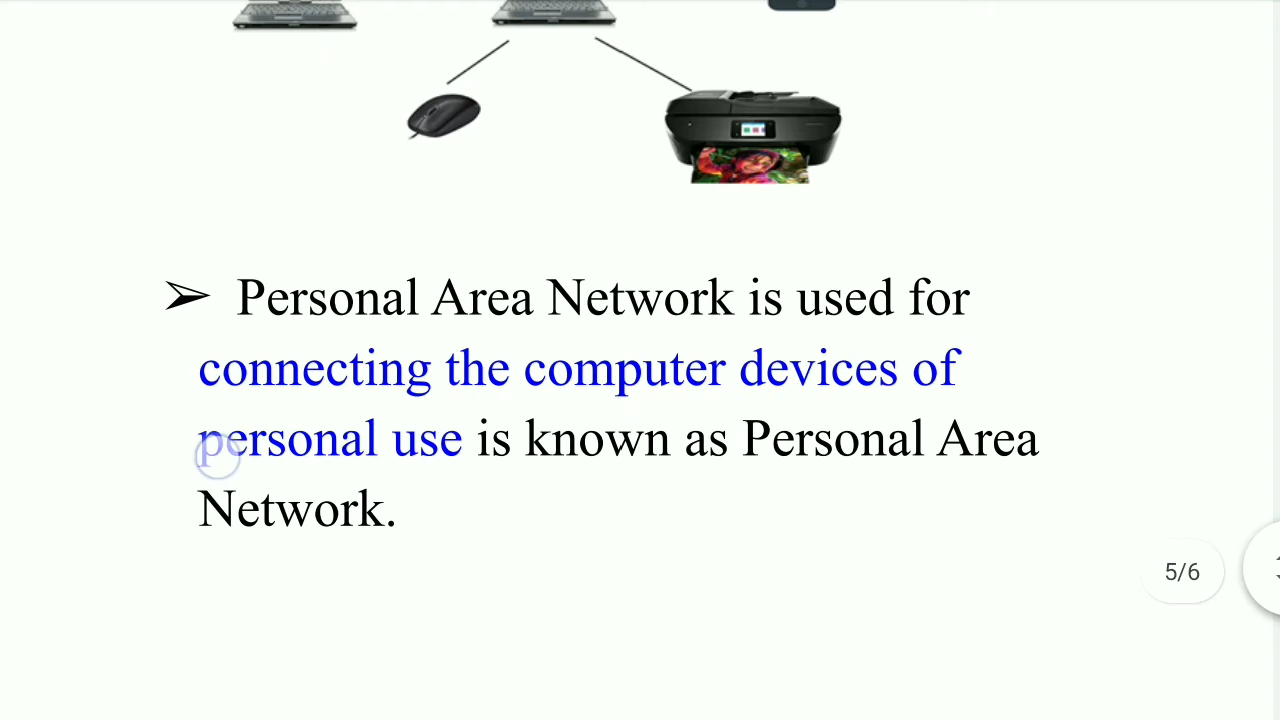 ➢ Personal Area Network is used for
connecting the computer devices of
personal use is known as Personal Area
Network.
5/6